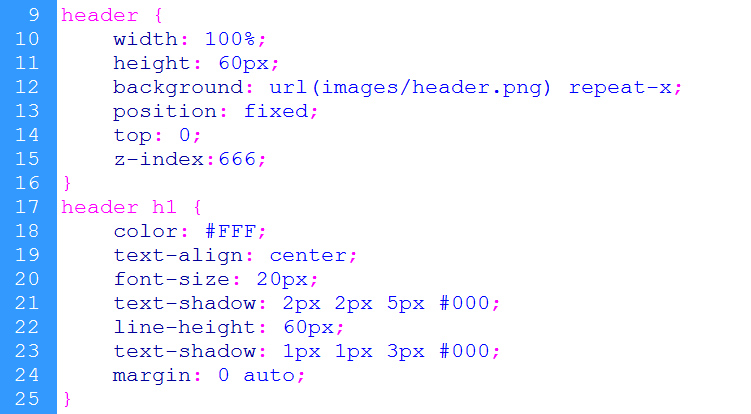 9 header {
10     width: 100%;
11     height: 60px;
12     background: url(images/header.png) repeat-x;
13     position: fixed;
14     top: 0;
15     z-index:666;
16 }
17 header h1 {
18     color: #FFF;
19     text-align: center;
20     font-size: 20px;
21     text-shadow: 2px 2px 5px #000;
22     line-height: 60px;
23     text-shadow: 1px 1px 3px #000;
24     margin: 0 auto;
25 }